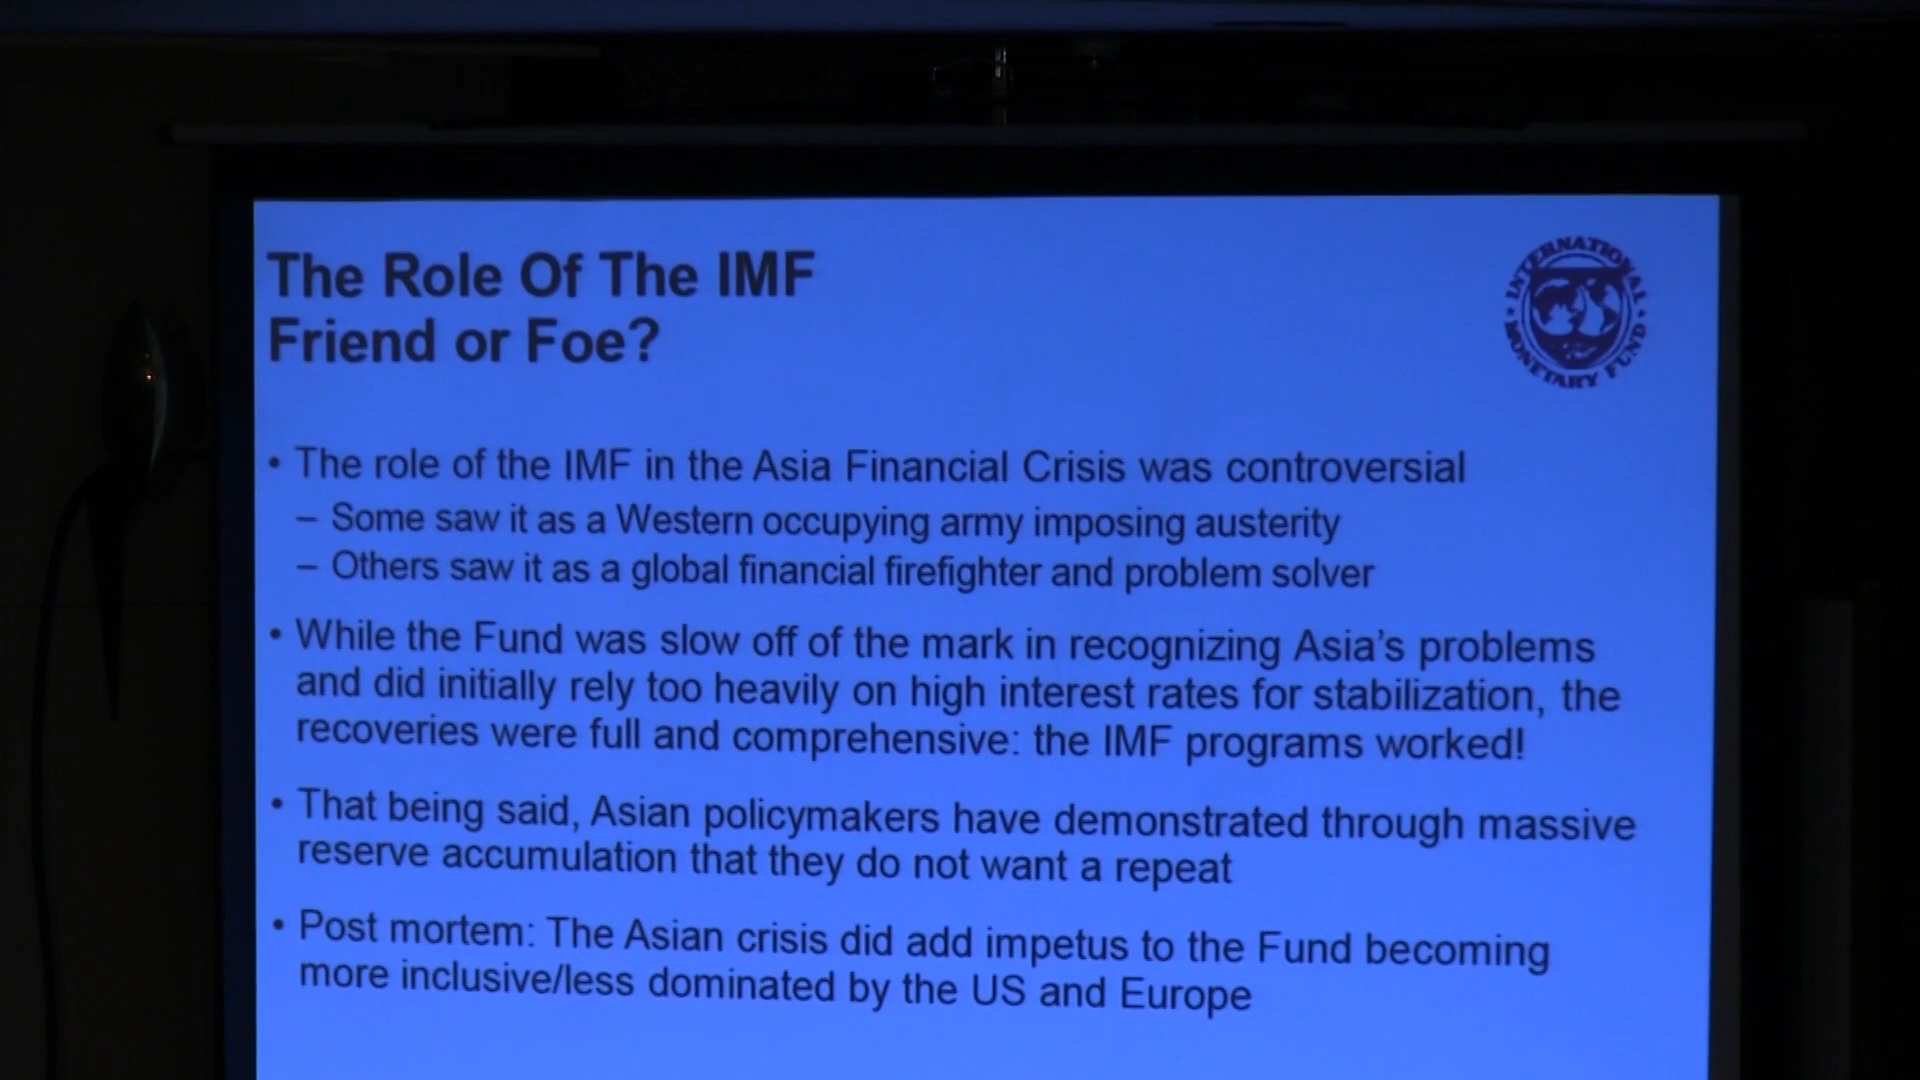 The Role Of The IMF
Friend or Foe?
INTERNATIONAL
MONETARY FUND
• The role of the IMF in the Asia Financial Crisis was controversial
– Some saw it as a Western occupying army imposing austerity
– Others saw it as a global financial firefighter and problem solver
• While the Fund was slow off of the mark in recognizing Asia's problems
and did initially rely too heavily on high interest rates for stabilization, the
recoveries were full and comprehensive: the IMF programs worked!
• That being said, Asian policymakers have demonstrated through massive
reserve accumulation that they do not want a repeat
• Post mortem: The Asian crisis did add impetus to the Fund becoming
more inclusive/less dominated by the US and Europe